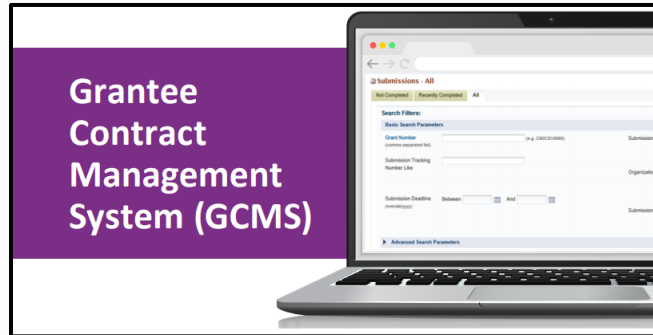 Grantee
Contract
Management
System (GCMS)
Submissions - All
Not Completed Recently Completed All
Search Filters:
Basic Search Parameters
Grant Number
(comma separated list)
Submission
Submission Tracking
Number Like
Organizatio
Submission Deadline
(mm/dd/yyyy)
Between And
Submission
Advanced Search Parameters